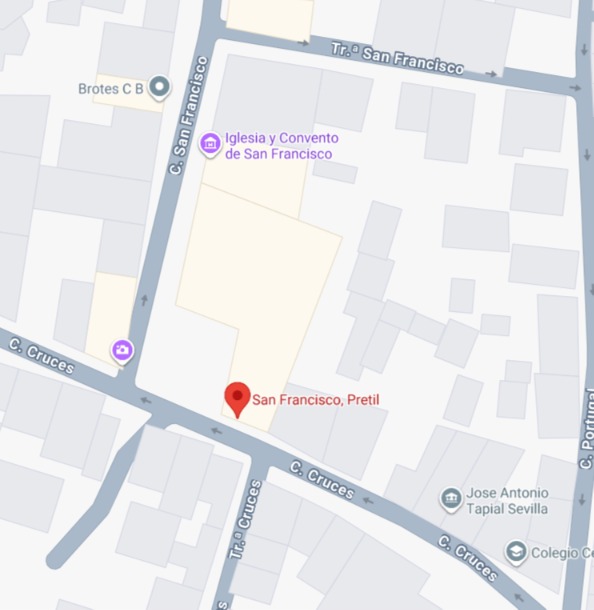 Tr.ª San Francisco
C. San Francisco
Brotes C B
Iglesia y Convento
de San Francisco
C. Cruces
San Francisco, Pretil
C. Portugal
C. Cruces
Tr.ª Cruces
Jose Antonio
Tapial Sevilla
C. Cruces
Colegio